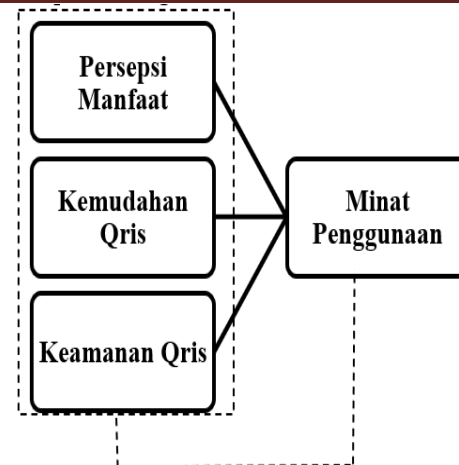 Persepsi
Manfaat
Kemudahan
Qris
Minat
Penggunaan
Keamanan Qris